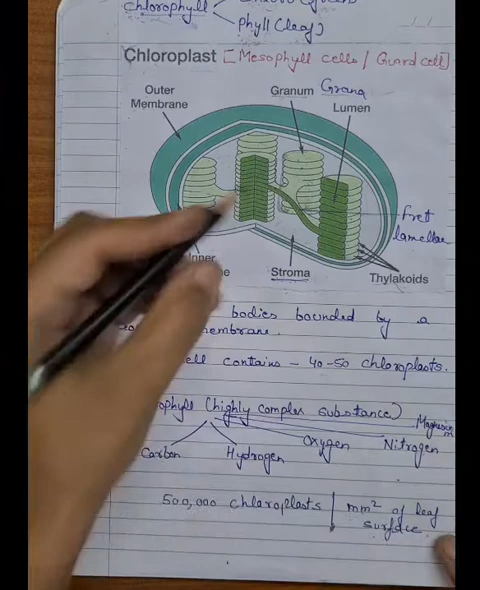 chlorophyll
phyll (leaf)
Chloroplast [Mesophyll cells / Guard cell]
Outer
Membrane
Granum Grana
Lumen
Fret
lamellae
Inner
Stroma
Thylakoids
bodies bounded by a
membrane.
contains - 40-50 chloroplasts.
(highly complex substance)
Magnesium
Carbon Hydrogen Oxygen Nitrogen
500,000 chloroplasts | mm² of leaf
surface.